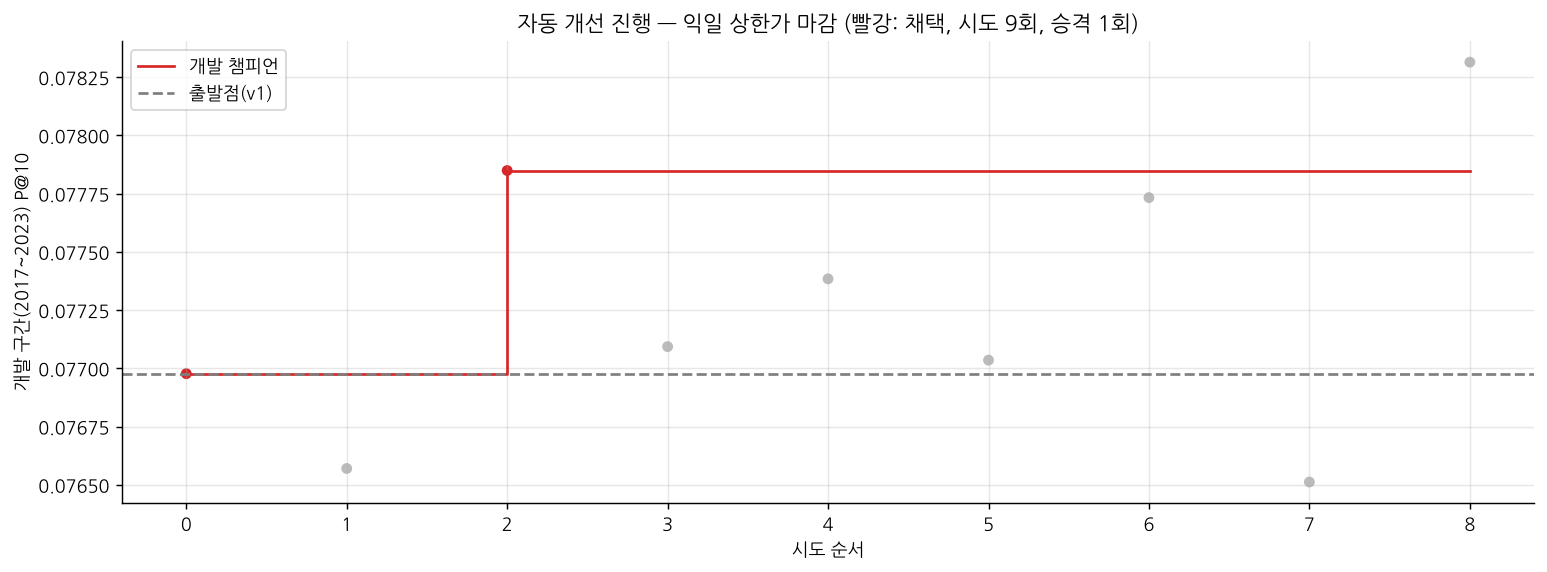 자동 개선 진행 — 익일 상한가 마감 (빨강: 채택, 시도 9회, 승격 1회)
개발 챔피언
출발점(v1)
개발 구간(2017~2023) P@10
0.07825
0.07800
0.07775
0.07750
0.07725
0.07700
0.07675
0.07650
0 1 2 3 4 5 6 7 8
시도 순서